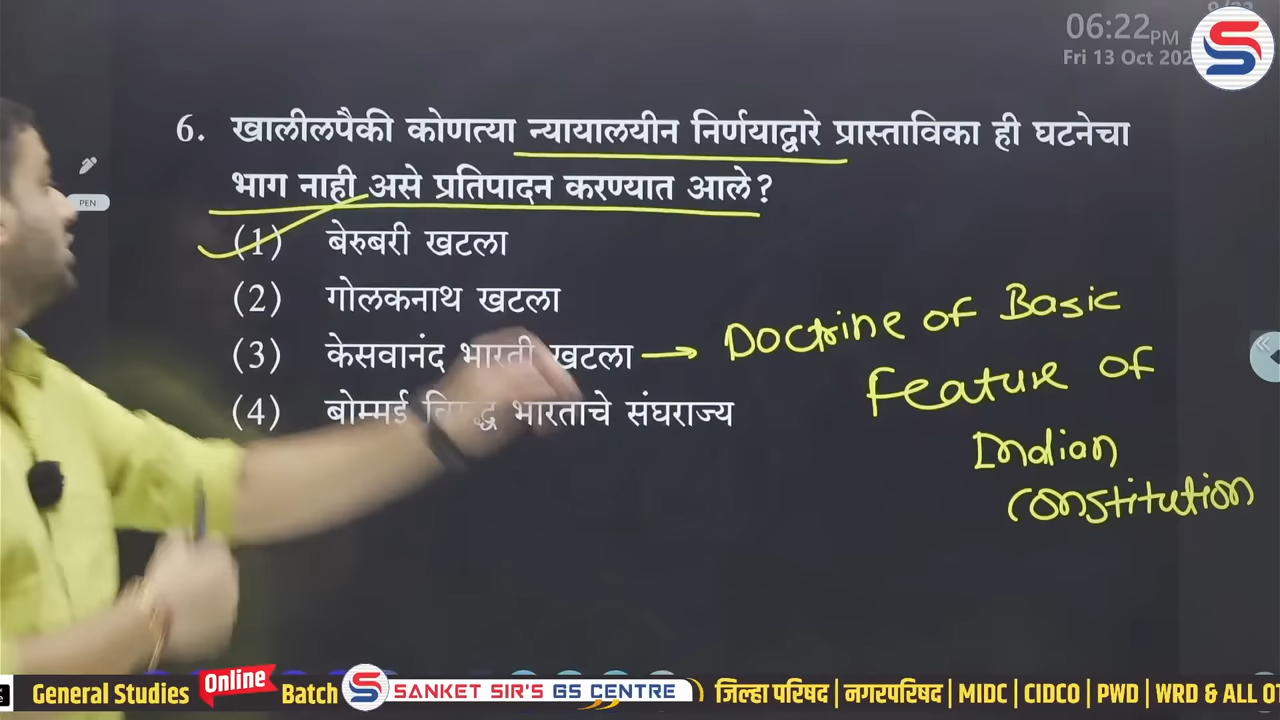 06:22PM
Fri 13 Oct 202
6. खालीलपैकी कोणत्या न्यायालयीन निर्णयाद्वारे प्रास्ताविका ही घटनेचा
भाग नाही असे प्रतिपादन करण्यात आले?
(1) बेरुबरी खटला
(2) गोलकनाथ खटला
(3) केसवानंद भारती खटला → Doctrine of Basic
Feature of
Indian
Constitution
(4) बोम्मई विरुद्ध भारताचे संघराज्य
PEN
General Studies Online Batch S SANKET SIR'S GS CENTRE जिल्हा परिषद | नगरपरिषद | MIDC | CIDCO | PWD | WRD & ALL